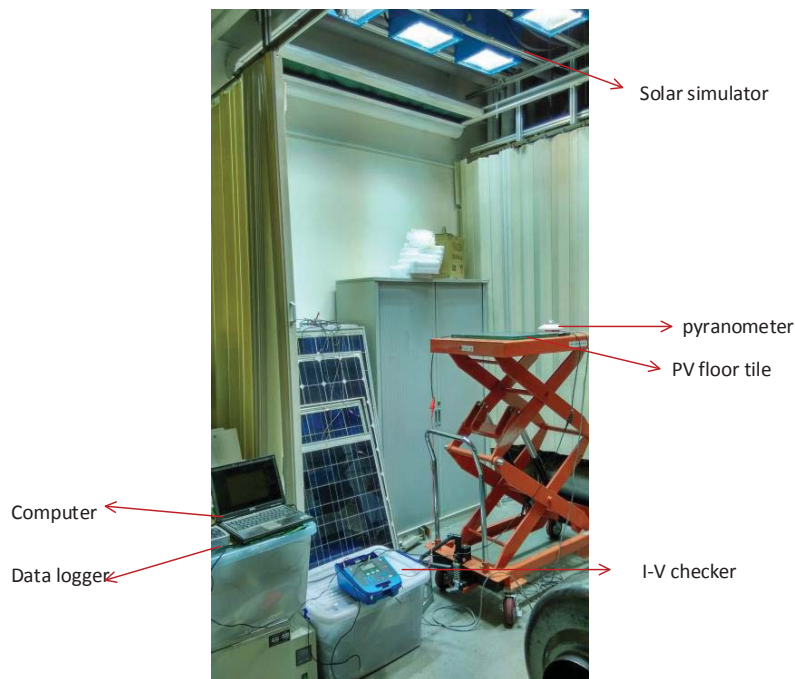 Solar simulator
pyranometer
PV floor tile
Computer
Data logger
I-V checker